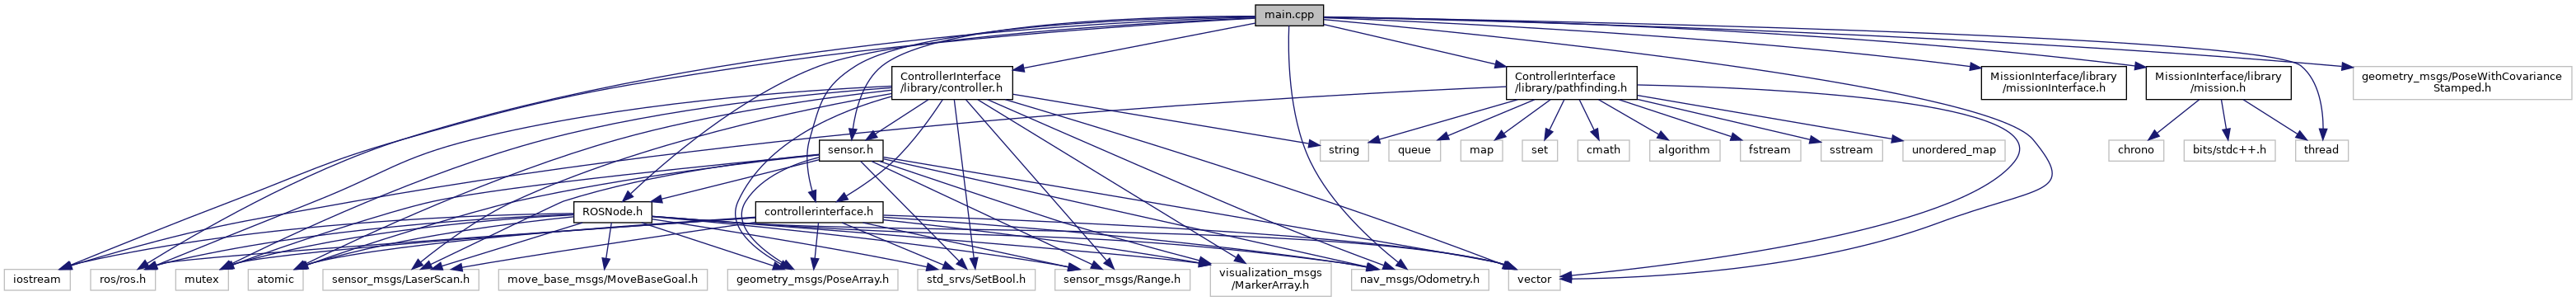 main.cpp
ControllerInterface
/library/controller.h
ControllerInterface
/library/pathfinding.h
MissionInterface/library
/missionInterface.h
MissionInterface/library
/mission.h
geometry_msgs/PoseWithCovariance
Stamped.h
sensor.h
string
queue
map
set
cmath
algorithm
fstream
sstream
unordered_map
chrono
bits/stdc++.h
thread
ROSNode.h
controllerinterface.h
iostream
ros/ros.h
mutex
atomic
sensor_msgs/LaserScan.h
move_base_msgs/MoveBaseGoal.h
geometry_msgs/PoseArray.h
std_srvs/SetBool.h
sensor_msgs/Range.h
visualization_msgs
/MarkerArray.h
nav_msgs/Odometry.h
vector